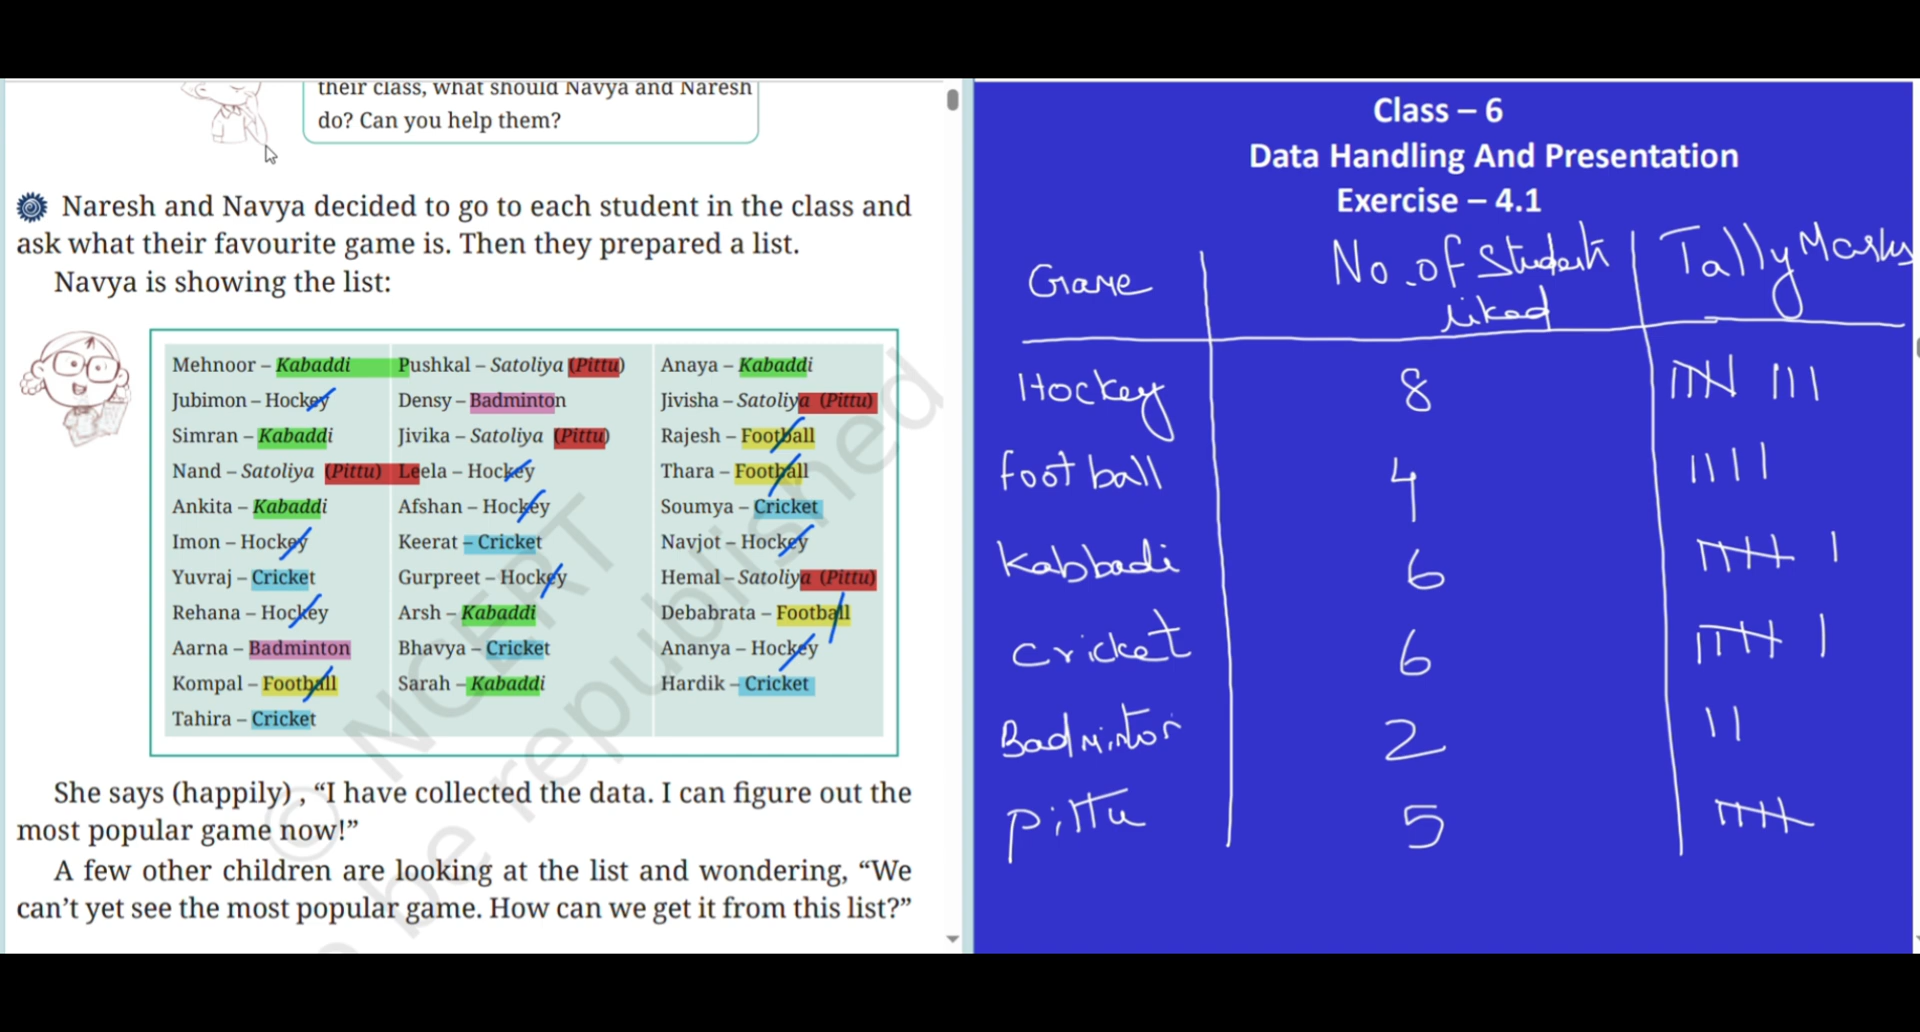 their class, what should Navya and Naresh
do? Can you help them?
Naresh and Navya decided to go to each student in the class and
ask what their favourite game is. Then they prepared a list.
Navya is showing the list:
Mehnoor – Kabaddi Pushkal – Satoliya (Pittu) Anaya – Kabaddi
Jubimon – Hockey Densy – Badminton Jivisha – Satoliya (Pittu)
Simran – Kabaddi Jivika – Satoliya (Pittu) Rajesh – Football
Nand – Satoliya (Pittu) Leela – Hockey Thara – Football
Ankita – Kabaddi Afshan – Hockey Soumya – Cricket
Imon – Hockey Keerat – Cricket Navjot – Hockey
Yuvraj – Cricket Gurpreet – Hockey Hemal – Satoliya (Pittu)
Rehana – Hockey Arsh – Kabaddi Debabrata – Football
Aarna – Badminton Bhavya – Cricket Ananya – Hockey
Kompal – Football Sarah – Kabaddi Hardik – Cricket
Tahira – Cricket
© NCERT
be republished
She says (happily) , “I have collected the data. I can figure out the
most popular game now!”
A few other children are looking at the list and wondering, “We
can’t yet see the most popular game. How can we get it from this list?”
Class – 6
Data Handling And Presentation
Exercise – 4.1
Game No. of Students liked Tally Marks
Hockey 8 |||| |||
football 4 ||||
Kabbadi 6 |||| |
Cricket 6 |||| |
Badminton 2 ||
Pittu 5 ||||